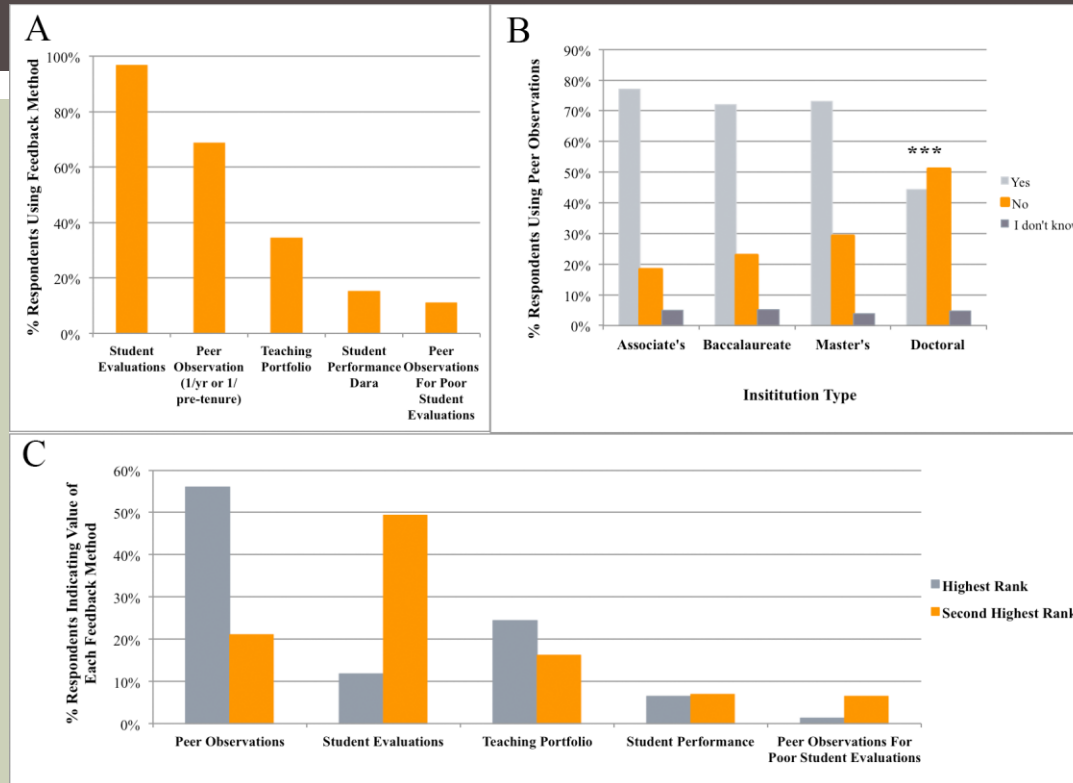 A
% Respondents Using Feedback Method
100%
80%
60%
40%
20%
0%
Student
Evaluations
Peer
Observation
(1/yr or 1/
pre-tenure)
Teaching
Portfolio
Student
Performance
Dara
Peer
Observations
For Poor
Student
Evaluations
B
% Respondents Using Peer Observations
90%
80%
70%
60%
50%
40%
30%
20%
10%
0%
***
Associate's
Baccalaureate
Master's
Doctoral
Insititution Type
Yes
No
I don't know
C
% Respondents Indicating Value of
Each Feedback Method
60%
50%
40%
30%
20%
10%
0%
Peer Observations
Student Evaluations
Teaching Portfolio
Student Performance
Peer Observations For
Poor Student Evaluations
Highest Rank
Second Highest Rank